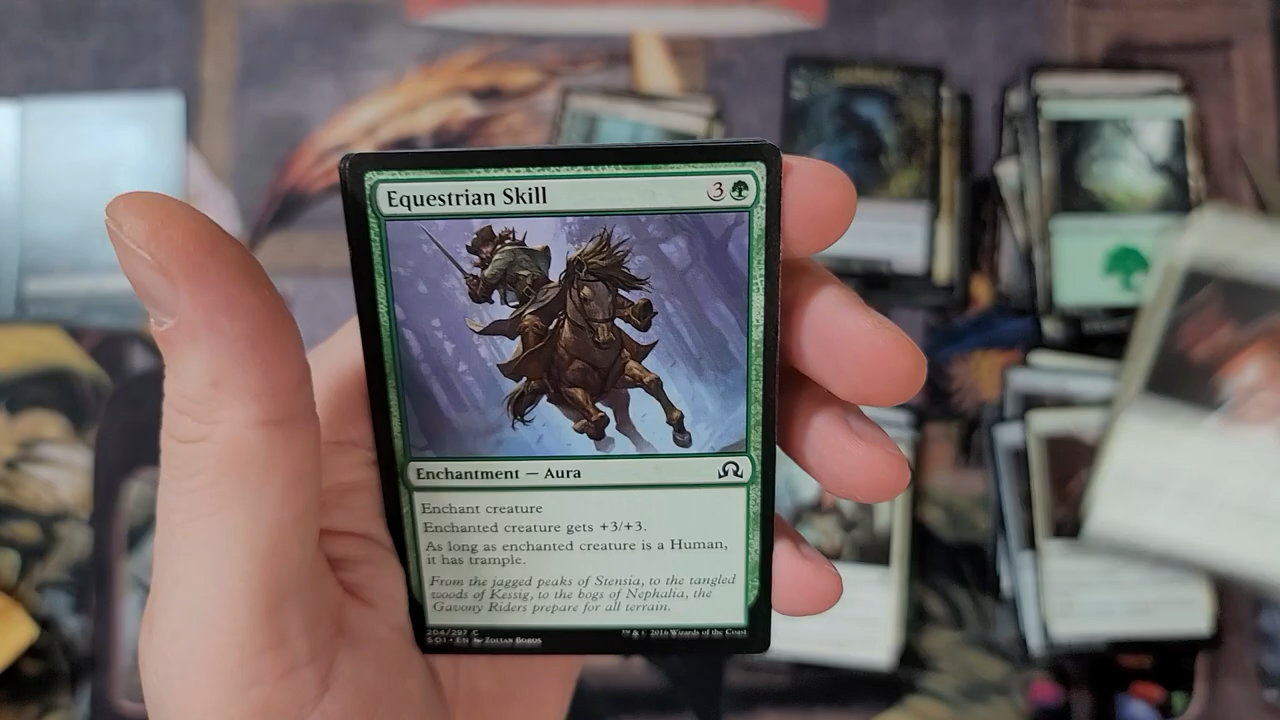 Equestrian Skill 3
Enchantment — Aura
Enchant creature
Enchanted creature gets +3/+3.
As long as enchanted creature is a Human,
it has trample.
From the jagged peaks of Stensia, to the tangled
woods of Kessig, to the bogs of Nephalia, the
Gavony Riders prepare for all terrain.
204/297 C
SOI • EN Zoltan Boros
™ & © 2016 Wizards of the Coast